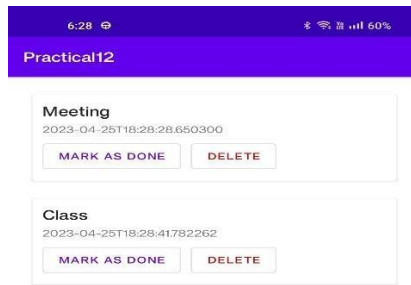 6:28 60%
Practical12
Meeting
2023-04-25T18:28:28.650300
MARK AS DONE DELETE
Class
2023-04-25T18:28:41.782262
MARK AS DONE DELETE